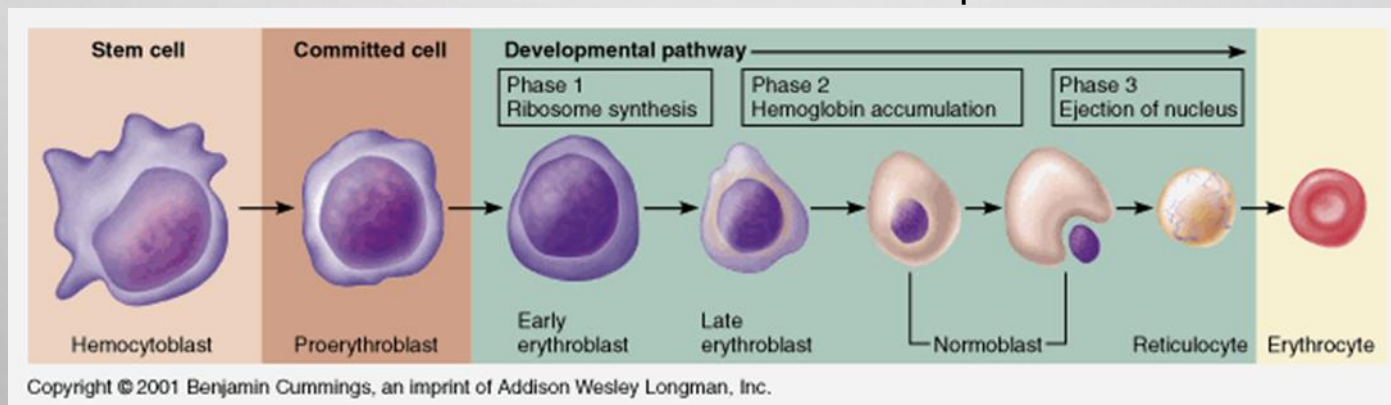 Stem cell
Committed cell
Developmental pathway
Phase 1
Ribosome synthesis
Phase 2
Hemoglobin accumulation
Phase 3
Ejection of nucleus
Hemocytoblast
Proerythroblast
Early
erythroblast
Late
erythroblast
Normoblast
Reticulocyte
Erythrocyte
Copyright © 2001 Benjamin Cummings, an imprint of Addison Wesley Longman, Inc.